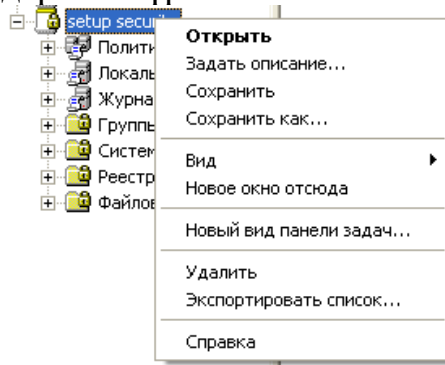 setup securi
Полити
Локаль
Журна
Группы
Систем
Реестр
Файлов
Открыть
Задать описание...
Сохранить
Сохранить как...
Вид
Новое окно отсюда
Новый вид панели задач...
Удалить
Экспортировать список...
Справка